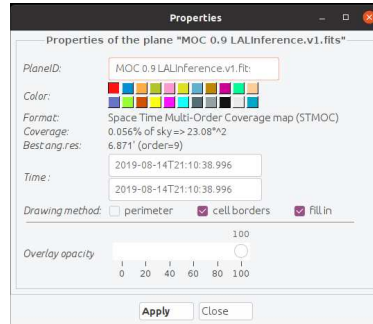 Properties
Properties of the plane "MOC 0.9 LALInference.v1.fits"
PlaneID: MOC 0.9 LALInference.v1.fit
Color:
Format: Space Time Multi-Order Coverage map (STMOC)
Coverage: 0.056% of sky => 23.08°^2
Best ang.res: 6.871' (order=9)
Time : 2019-08-14T21:10:38.996
2019-08-14T21:10:38.996
Drawing method: perimeter cell borders fill in
100
Overlay opacity
0 20 40 60 80 100
Apply Close